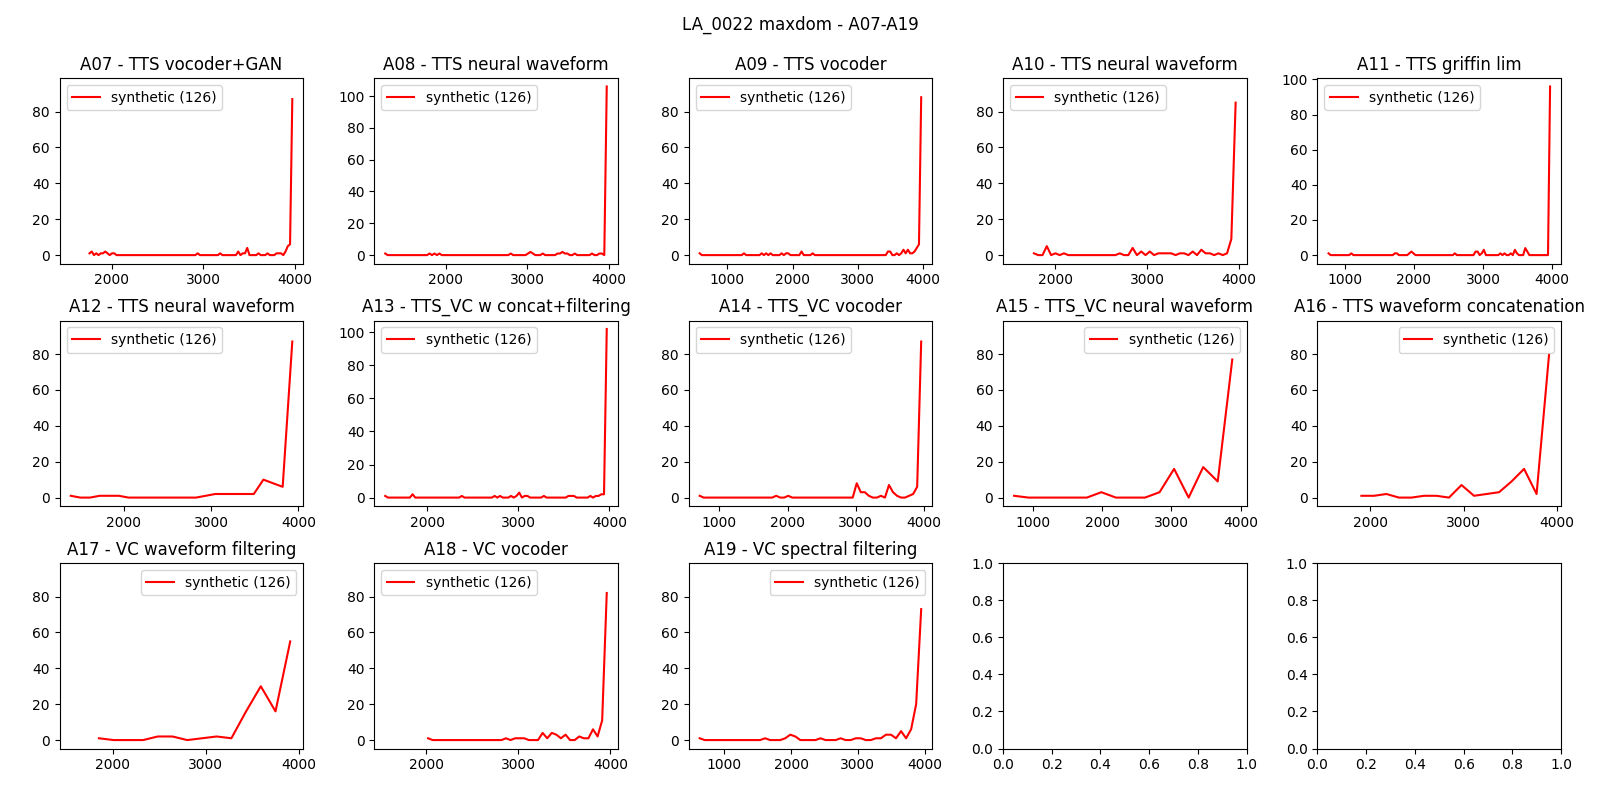 LA_0022 maxdom - A07-A19
A07 - TTS vocoder+GAN
A08 - TTS neural waveform
A09 - TTS vocoder
A10 - TTS neural waveform
A11 - TTS griffin lim
synthetic (126)
synthetic (126)
synthetic (126)
synthetic (126)
synthetic (126)
80
60
40
20
0
2000 3000 4000
100
80
60
40
20
0
2000 3000 4000
80
60
40
20
0
1000 2000 3000 4000
80
60
40
20
0
2000 3000 4000
100
80
60
40
20
0
1000 2000 3000 4000
A12 - TTS neural waveform
A13 - TTS_VC w concat+filtering
A14 - TTS_VC vocoder
A15 - TTS_VC neural waveform
A16 - TTS waveform concatenation
synthetic (126)
synthetic (126)
synthetic (126)
synthetic (126)
synthetic (126)
80
60
40
20
0
2000 3000 4000
100
80
60
40
20
0
2000 3000 4000
80
60
40
20
0
1000 2000 3000 4000
80
60
40
20
0
1000 2000 3000 4000
80
60
40
20
0
2000 3000 4000
A17 - VC waveform filtering
A18 - VC vocoder
A19 - VC spectral filtering
synthetic (126)
synthetic (126)
synthetic (126)
80
60
40
20
0
2000 3000 4000
80
60
40
20
0
2000 3000 4000
80
60
40
20
0
1000 2000 3000 4000
1.0
0.8
0.6
0.4
0.2
0.0
0.0 0.2 0.4 0.6 0.8 1.0
1.0
0.8
0.6
0.4
0.2
0.0
0.0 0.2 0.4 0.6 0.8 1.0